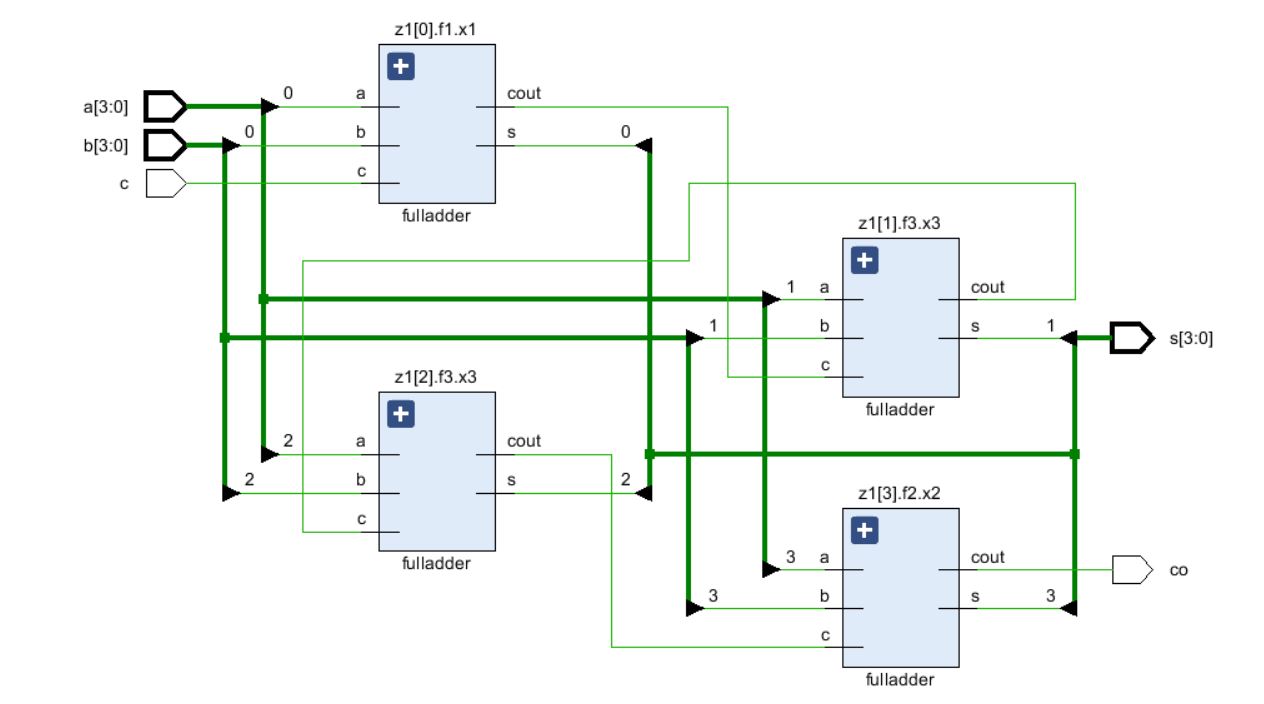 z1[0].f1.x1
a[3:0]
0
a
cout
b[3:0]
0
b
s
0
c
c
fulladder
z1[1].f3.x3
1
a
cout
1
b
s
1
s[3:0]
c
fulladder
z1[2].f3.x3
2
a
cout
2
b
s
2
c
fulladder
z1[3].f2.x2
3
a
cout
co
3
b
s
3
c
fulladder